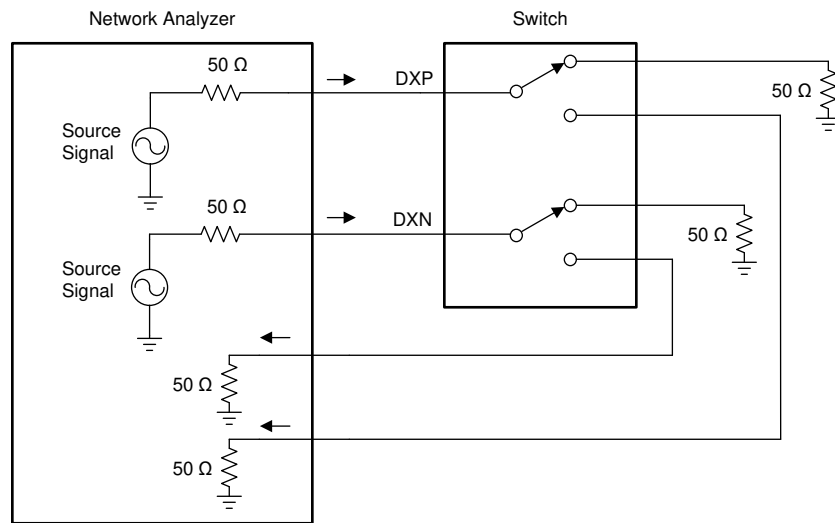 Network Analyzer
Switch
50 Ω
DXP
50 Ω
Source
Signal
50 Ω
DXN
50 Ω
Source
Signal
50 Ω
50 Ω